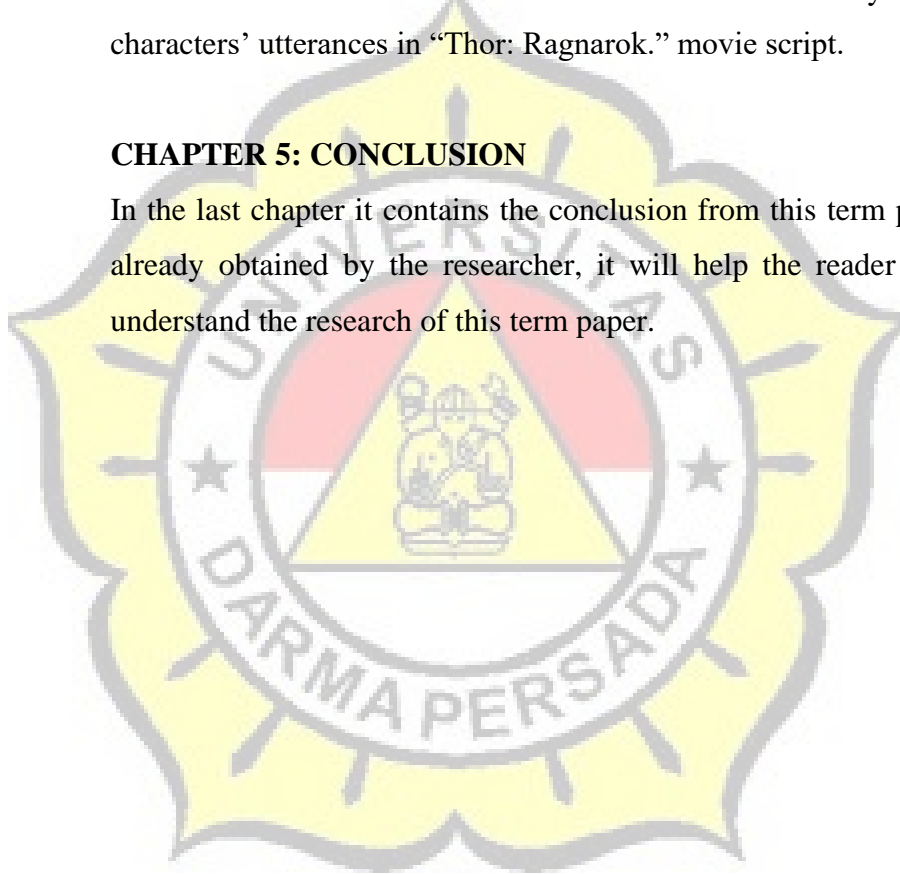 characters’ utterances in “Thor: Ragnarok.” movie script.
CHAPTER 5: CONCLUSION
In the last chapter it contains the conclusion from this term
already obtained by the researcher, it will help the reader
understand the research of this term paper.
UNIVERSITAS
DARMA PERSADA